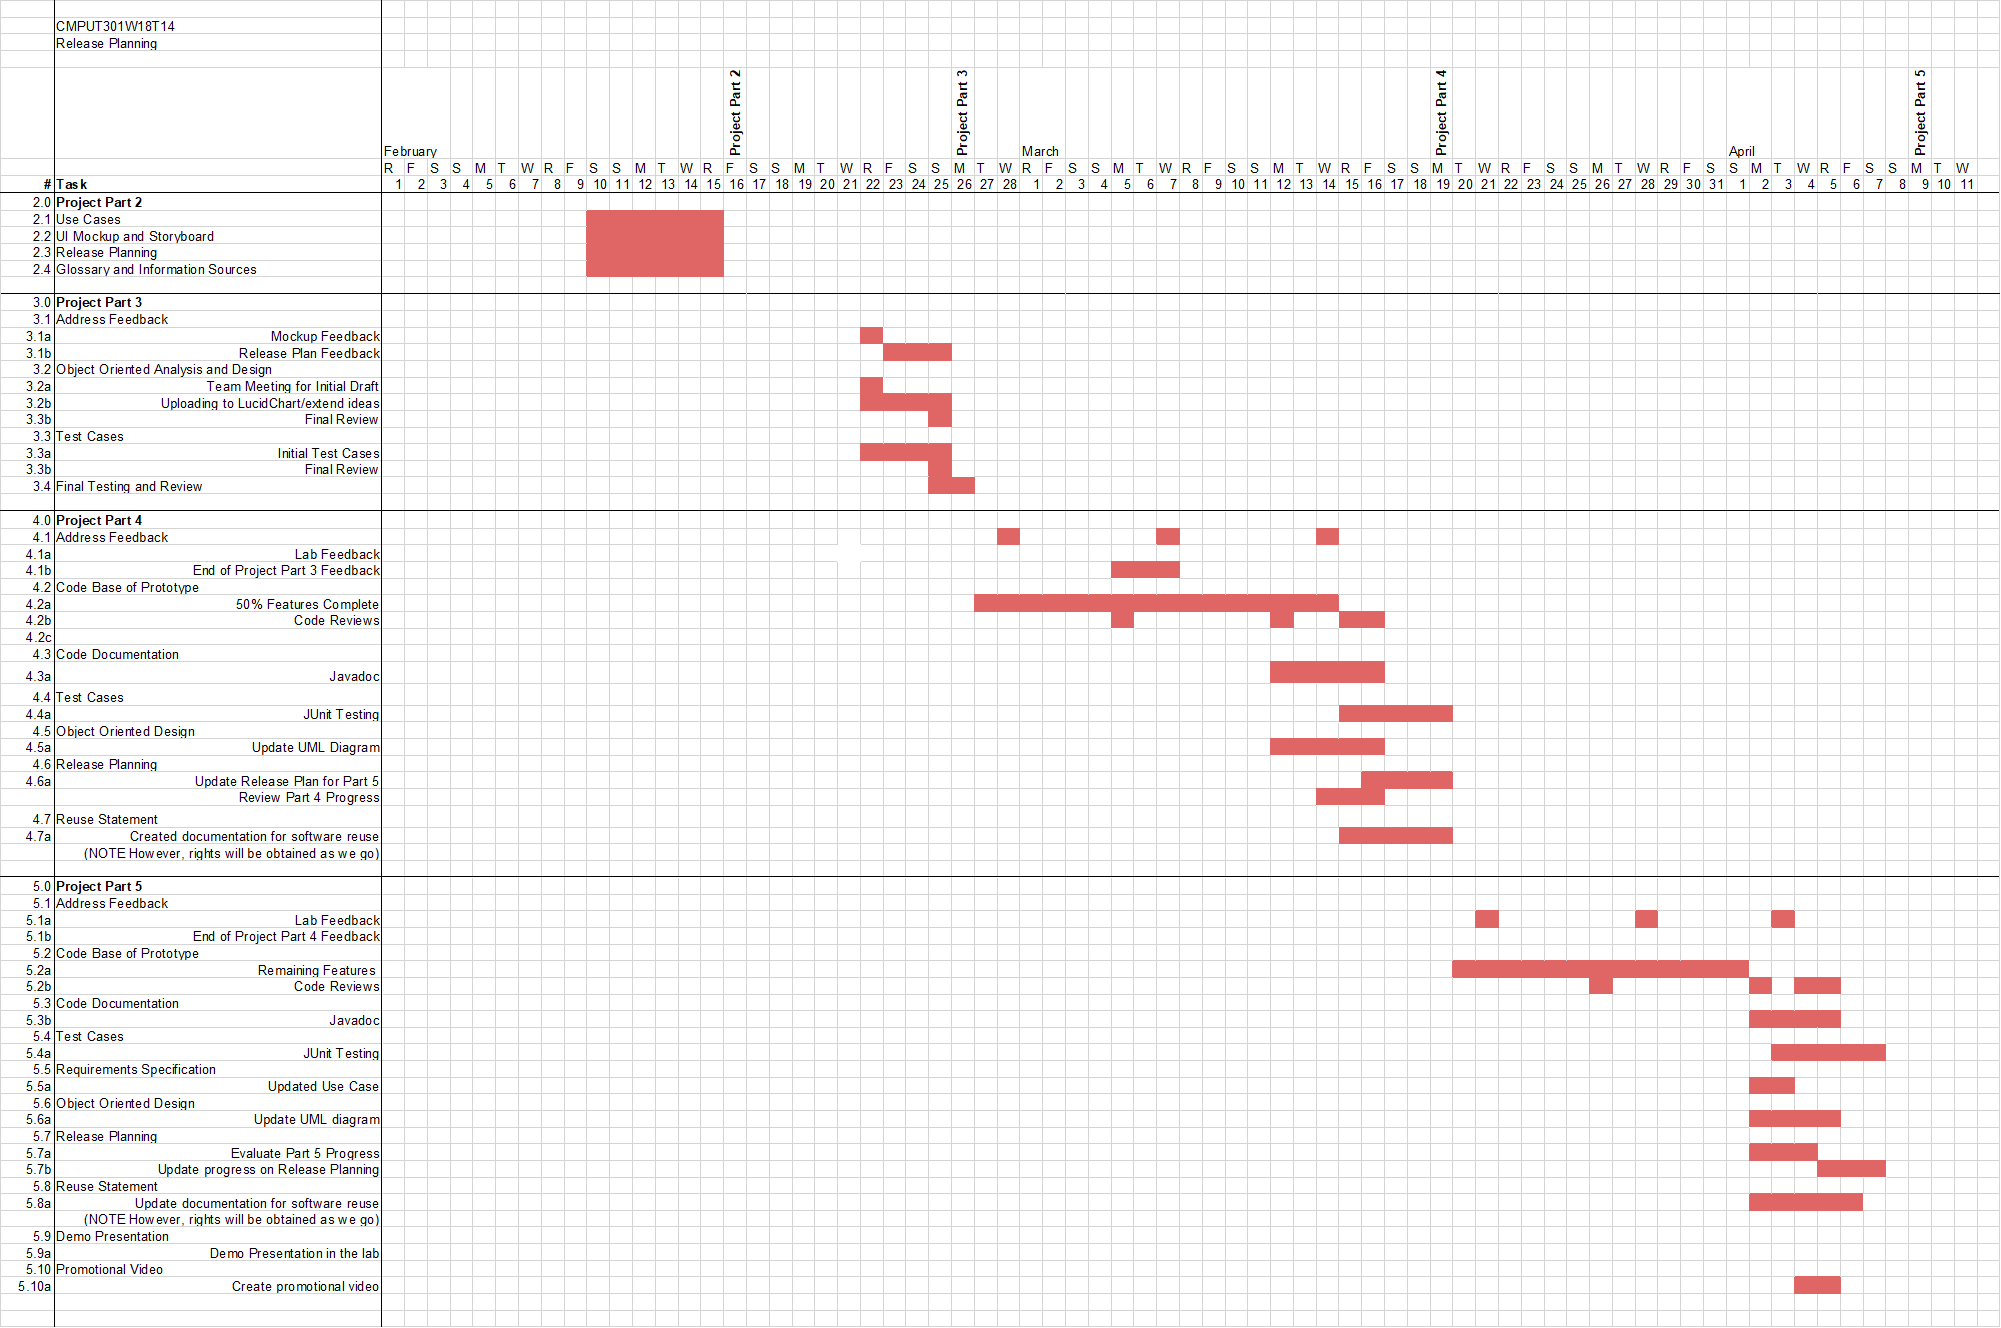 CMPUT301W18T14
Release Planning
Project Part 2 Project Part 3 Project Part 4 Project Part 5
February March April
R F S S M T W R F S S M T W R F S S M T W R F S S M T W R F S S M T W R F S S M T W R F S S M T W R F S S M T W R F S S M T W R F S S M T W
# Task 1 2 3 4 5 6 7 8 9 10 11 12 13 14 15 16 17 18 19 20 21 22 23 24 25 26 27 28 1 2 3 4 5 6 7 8 9 10 11 12 13 14 15 16 17 18 19 20 21 22 23 24 25 26 27 28 29 30 31 1 2 3 4 5 6 7 8 9 10 11
2.0 Project Part 2
2.1 Use Cases
2.2 UI Mockup and Storyboard
2.3 Release Planning
2.4 Glossary and Information Sources
3.0 Project Part 3
3.1 Address Feedback
3.1a Mockup Feedback
3.1b Release Plan Feedback
3.2 Object Oriented Analysis and Design
3.2a Team Meeting for Initial Draft
3.2b Uploading to LucidChart/extend ideas
3.3b Final Review
3.3 Test Cases
3.3a Initial Test Cases
3.3b Final Review
3.4 Final Testing and Review
4.0 Project Part 4
4.1 Address Feedback
4.1a Lab Feedback
4.1b End of Project Part 3 Feedback
4.2 Code Base of Prototype
4.2a 50% Features Complete
4.2b Code Reviews
4.2c
4.3 Code Documentation
4.3a Javadoc
4.4 Test Cases
4.4a JUnit Testing
4.5 Object Oriented Design
4.5a Update UML Diagram
4.6 Release Planning
4.6a Update Release Plan for Part 5
Review Part 4 Progress
4.7 Reuse Statement
4.7a Created documentation for software reuse
(NOTE However, rights will be obtained as we go)
5.0 Project Part 5
5.1 Address Feedback
5.1a Lab Feedback
5.1b End of Project Part 4 Feedback
5.2 Code Base of Prototype
5.2a Remaining Features
5.2b Code Reviews
5.3 Code Documentation
5.3b Javadoc
5.4 Test Cases
5.4a JUnit Testing
5.5 Requirements Specification
5.5a Updated Use Case
5.6 Object Oriented Design
5.6a Update UML diagram
5.7 Release Planning
5.7a Evaluate Part 5 Progress
5.7b Update progress on Release Planning
5.8 Reuse Statement
5.8a Update documentation for software reuse
(NOTE However, rights will be obtained as we go)
5.9 Demo Presentation
5.9a Demo Presentation in the lab
5.10 Promotional Video
5.10a Create promotional video